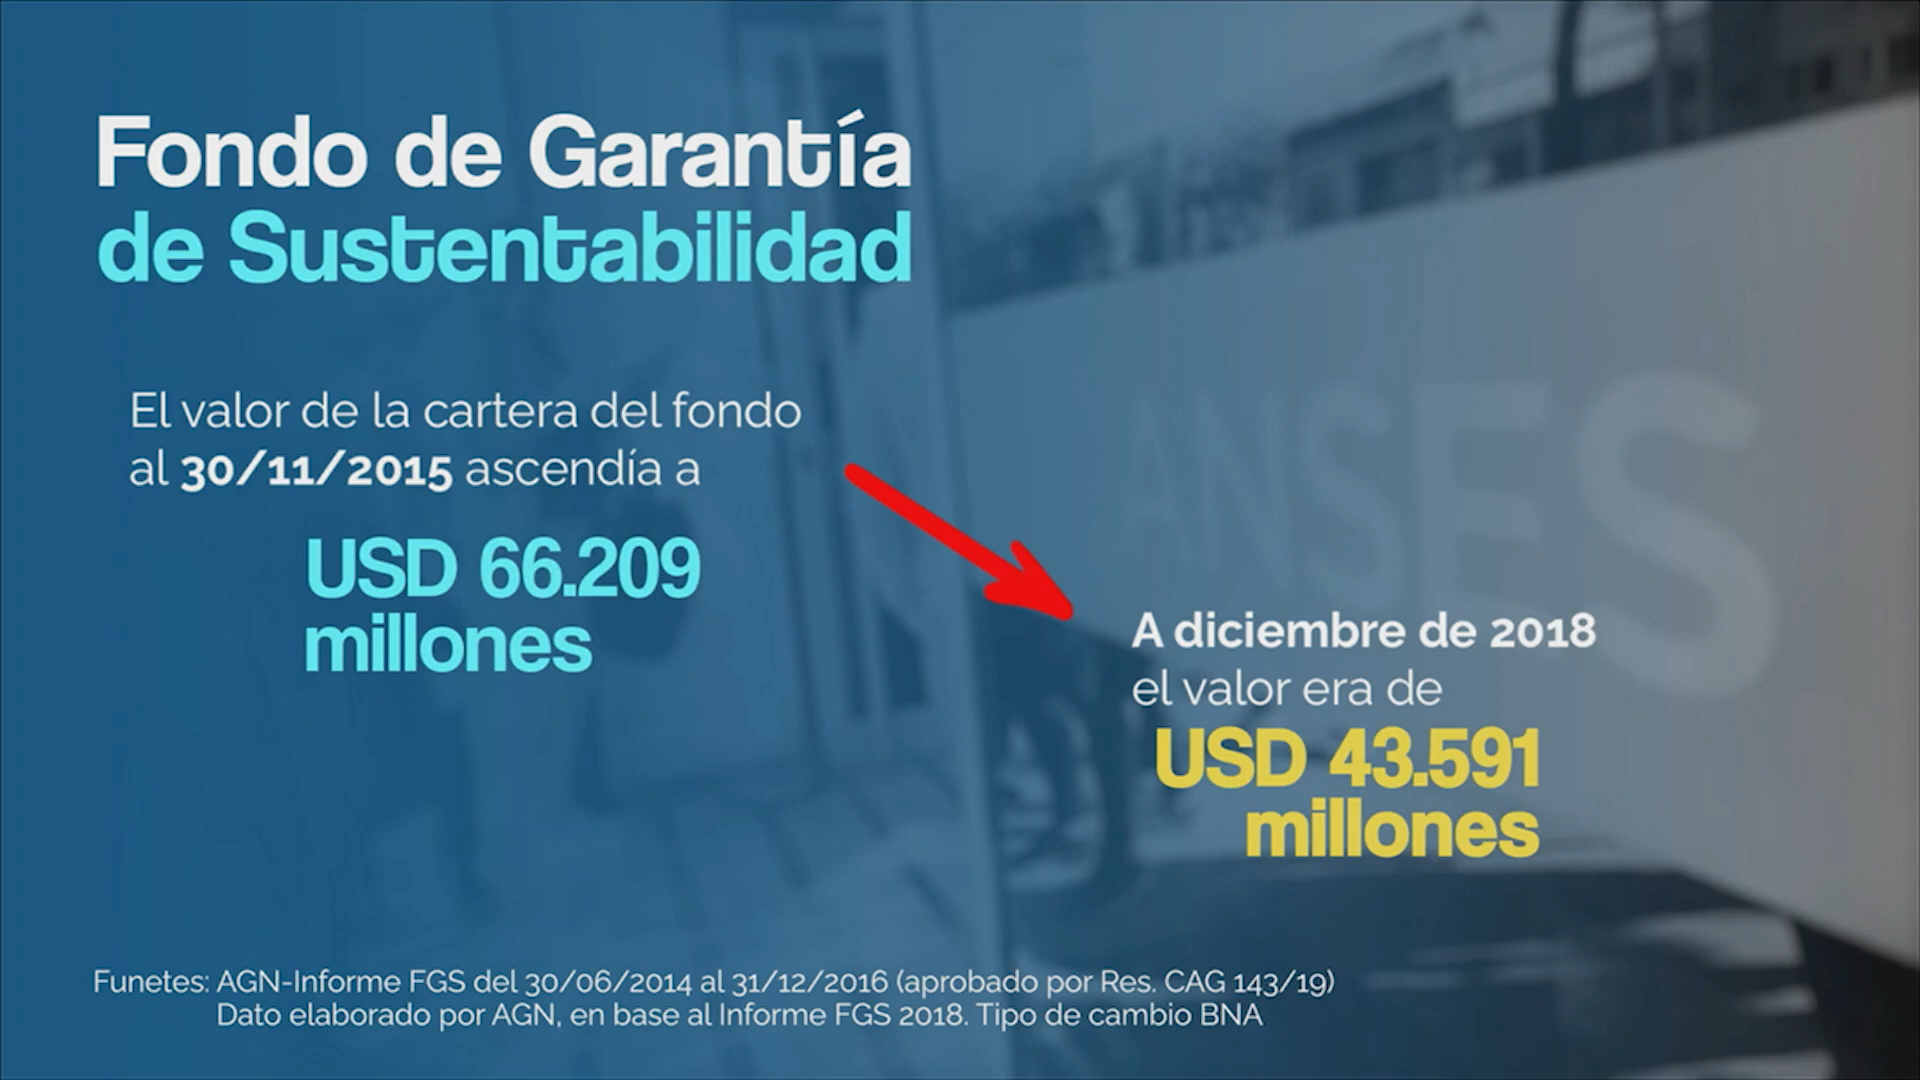 Fondo de Garantía
de Sustentabilidad
El valor de la cartera del fondo
al 30/11/2015 ascendía a
USD 66.209
millones
ANSES
A diciembre de 2018
el valor era de
USD 43.591
millones
Funetes: AGN-Informe FGS del 30/06/2014 al 31/12/2016 (aprobado por Res. CAG 143/19)
Dato elaborado por AGN, en base al Informe FGS 2018. Tipo de cambio BNA